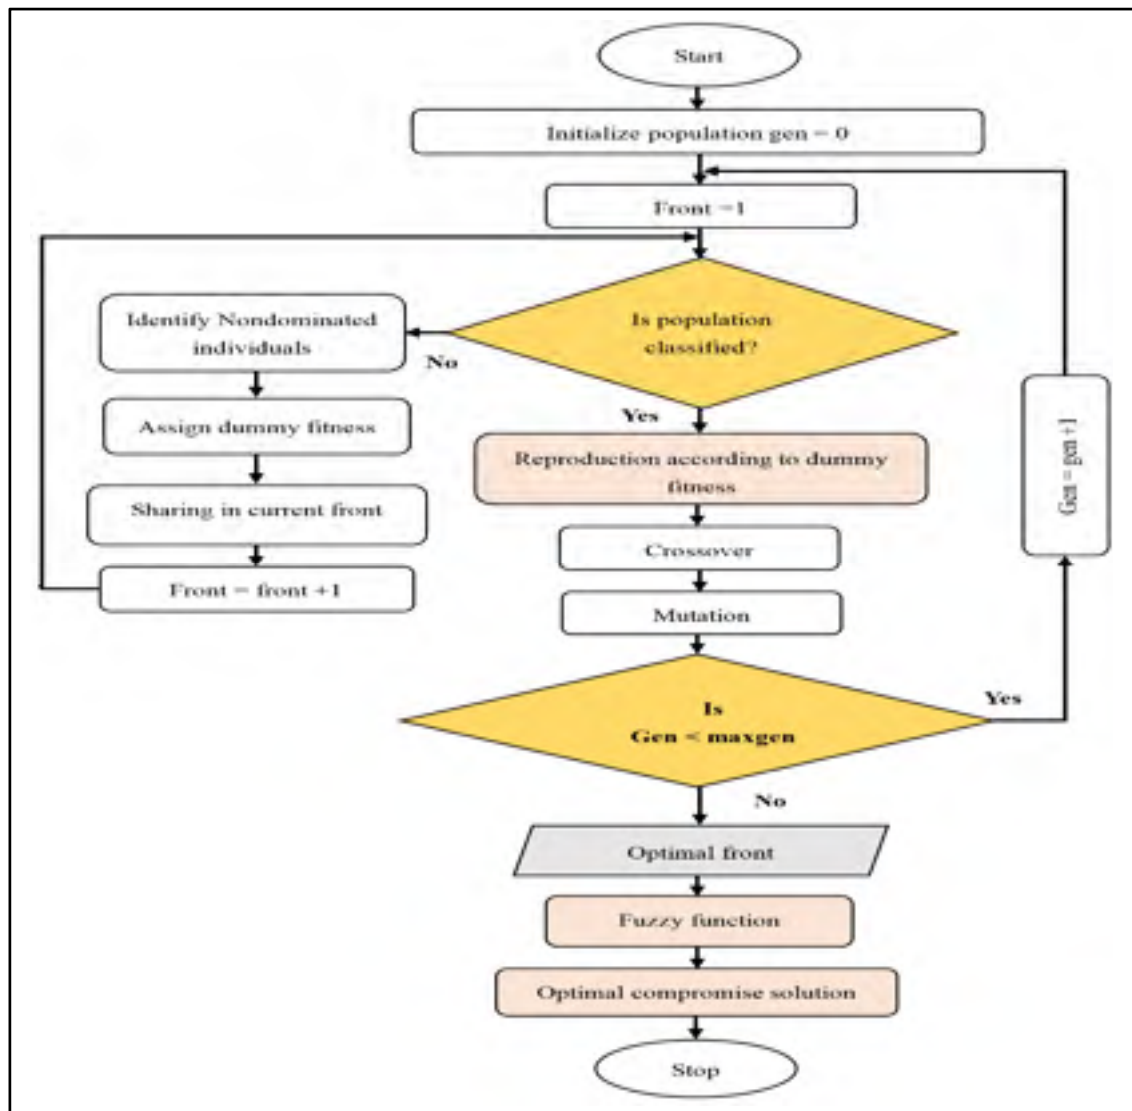 Start
Initialize population gen = 0
Front =1
Is population
classified?
No
Identify Nondominated
individuals
Assign dummy fitness
Sharing in current front
Front = front +1
Yes
Reproduction according to dummy
fitness
Crossover
Mutation
Is
Gen < maxgen
Yes
Gen = gen +1
No
Optimal front
Fuzzy function
Optimal compromise solution
Stop